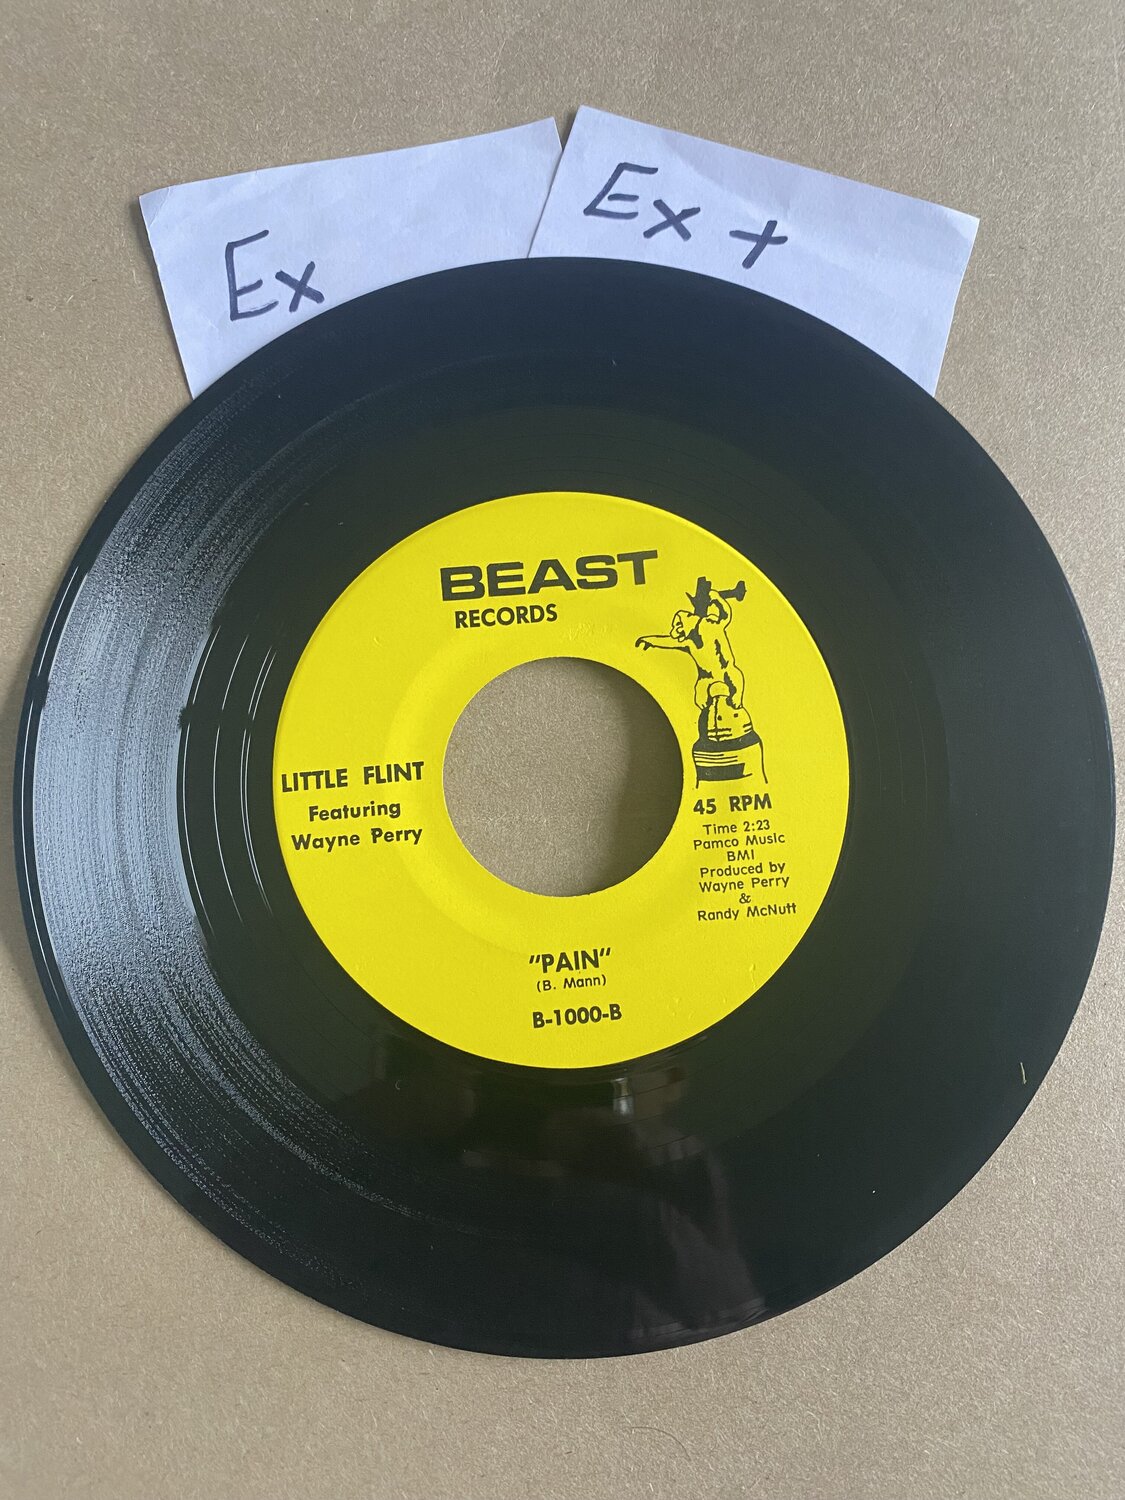 Ex
Ex +
BEAST
RECORDS
LITTLE FLINT
Featuring
Wayne Perry
45 RPM
Time 2:23
Pamco Music
BMI
Produced by
Wayne Perry
&
Randy McNutt
"PAIN"
(B. Mann)
B-1000-B